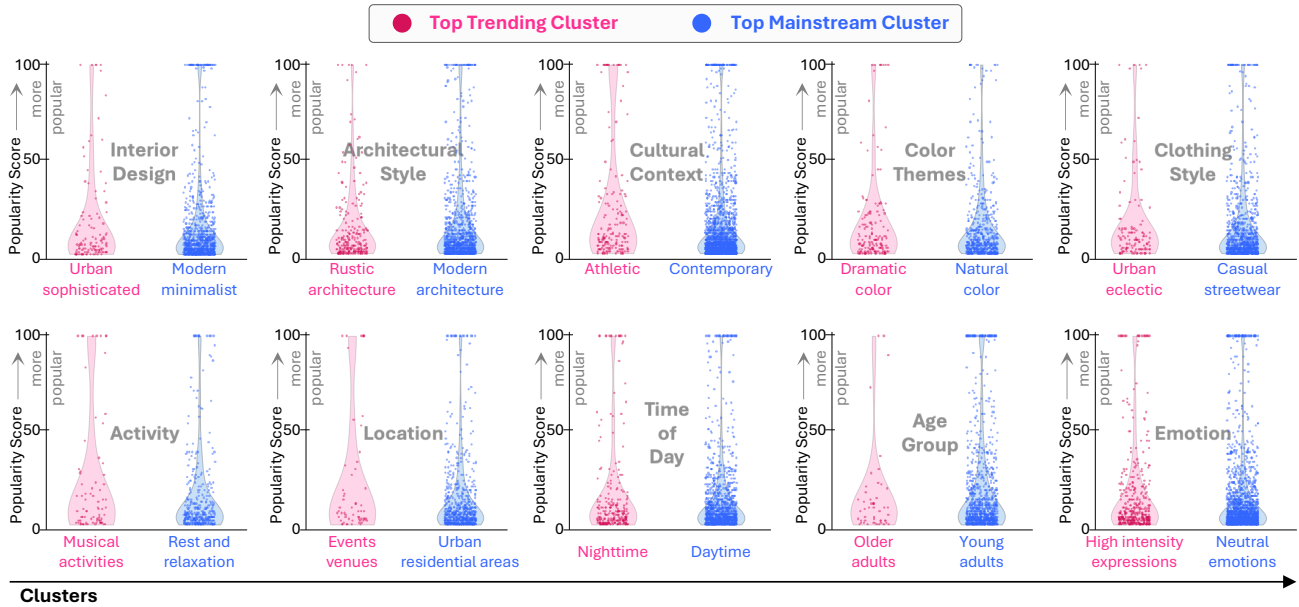 Top Trending Cluster
Top Mainstream Cluster
Popularity Score
more
popular
100
50
0
Interior
Design
Urban
sophisticated
Modern
minimalist
Popularity Score
more
popular
100
50
0
Architectural
Style
Rustic
architecture
Modern
architecture
Popularity Score
more
popular
100
50
0
Cultural
Context
Athletic
Contemporary
Popularity Score
more
popular
100
50
0
Color
Themes
Dramatic
color
Natural
color
Popularity Score
more
popular
100
50
0
Clothing
Style
Urban
eclectic
Casual
streetwear
Popularity Score
more
popular
100
50
0
Activity
Musical
activities
Rest and
relaxation
Popularity Score
more
popular
100
50
0
Location
Events
venues
Urban
residential areas
Popularity Score
more
popular
100
50
0
Time
of
Day
Nighttime
Daytime
Popularity Score
more
popular
100
50
0
Age
Group
Older
adults
Young
adults
Popularity Score
more
popular
100
50
0
Emotion
High intensity
expressions
Neutral
emotions
Clusters